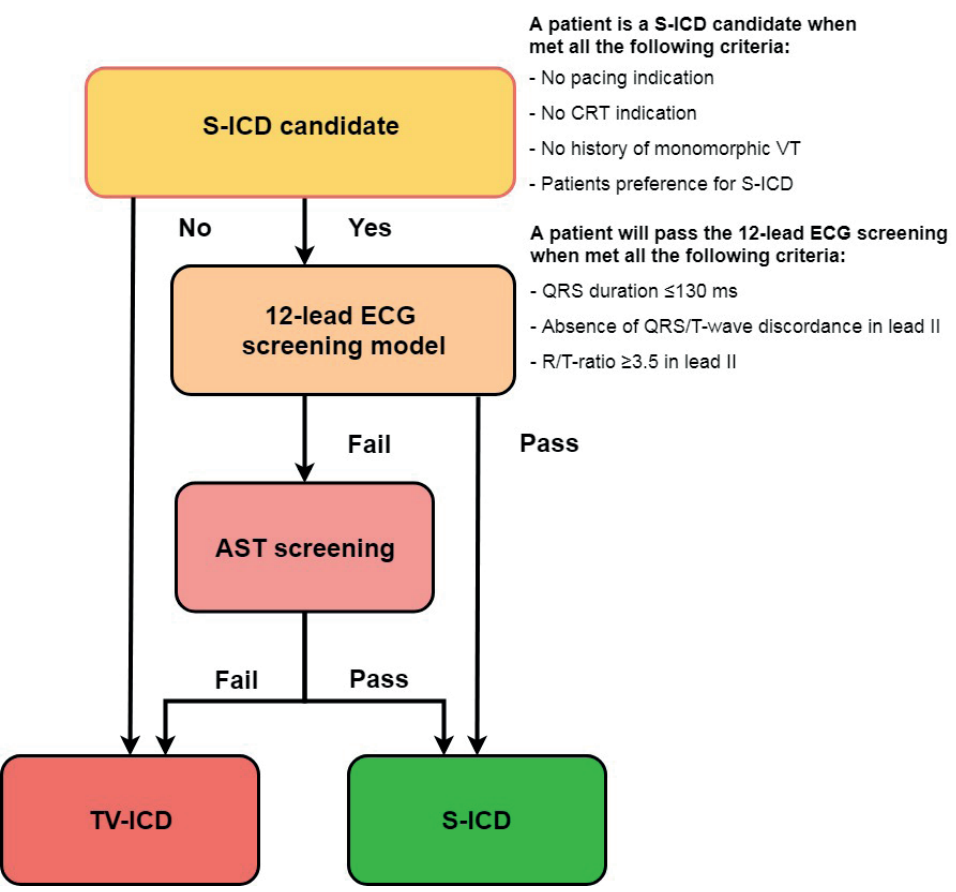 A patient is a S-ICD candidate when
met all the following criteria:
- No pacing indication
- No CRT indication
- No history of monomorphic VT
- Patients preference for S-ICD
S-ICD candidate
No
Yes
A patient will pass the 12-lead ECG screening
when met all the following criteria:
- QRS duration ≤130 ms
- Absence of QRS/T-wave discordance in lead II
- R/T-ratio ≥3.5 in lead II
12-lead ECG
screening model
Fail
Pass
AST screening
Fail
Pass
TV-ICD
S-ICD